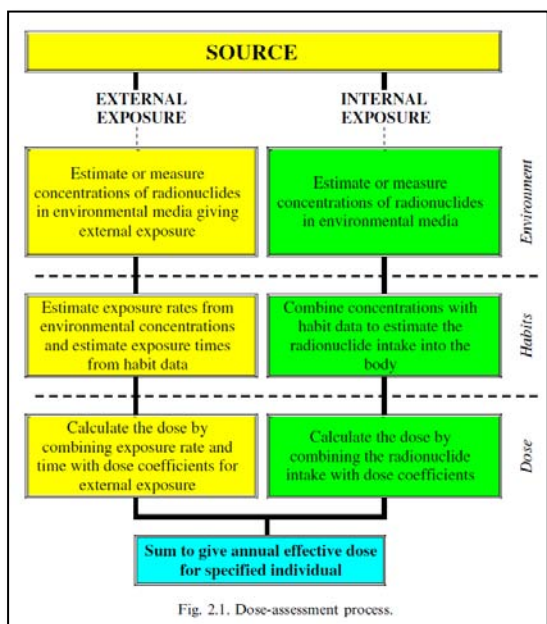 SOURCE
EXTERNAL
EXPOSURE
INTERNAL
EXPOSURE
Estimate or measure
concentrations of radionuclides
in environmental media giving
external exposure
Estimate or measure
concentrations of radionuclides
in environmental media
Environment
Estimate exposure rates from
environmental concentrations
and estimate exposure times
from habit data
Combine concentrations with
habit data to estimate the
radionuclide intake into the
body
Habits
Calculate the dose by
combining exposure rate and
time with dose coefficients for
external exposure
Calculate the dose by
combining the radionuclide
intake with dose coefficients
Dose
Sum to give annual effective dose
for specified individual
Fig. 2.1. Dose-assessment process.